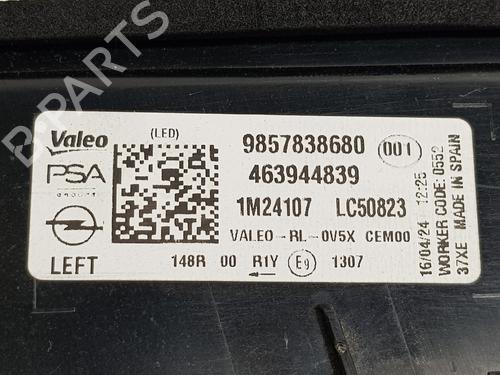 B-PARTS
Valeo
(LED)
9857838680 001
PSA
GROUPE
463944839
1M24107 LC50823
VALEO-RL-0V5X CEM00
LEFT
148R 00 R1Y E9 1307
16/04/24 12:25
WORKER CODE:0552
37XE MADE IN SPAIN